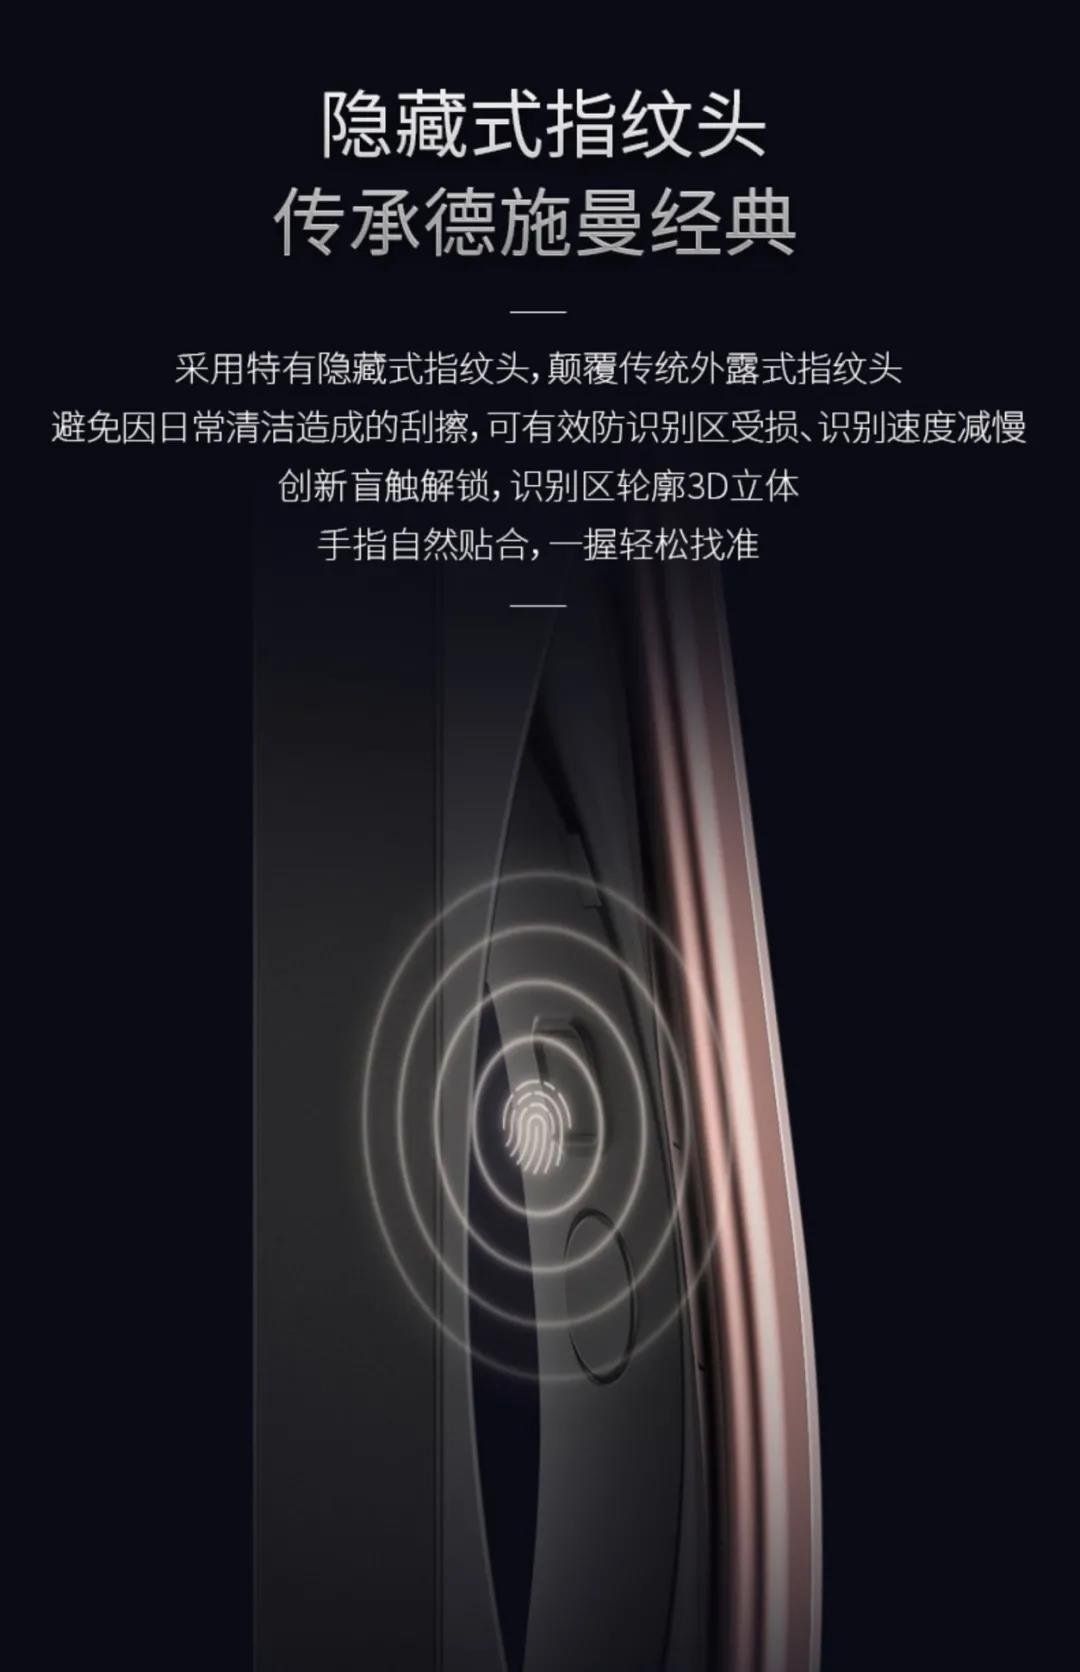 隐藏式指纹头
传承德施曼经典
采用特有隐藏式指纹头,颠覆传统外露式指纹头
避免因日常清洁造成的刮擦,可有效防识别区受损、识别速度减慢
创新盲触解锁,识别区轮廓3D立体
手指自然贴合,一握轻松找准